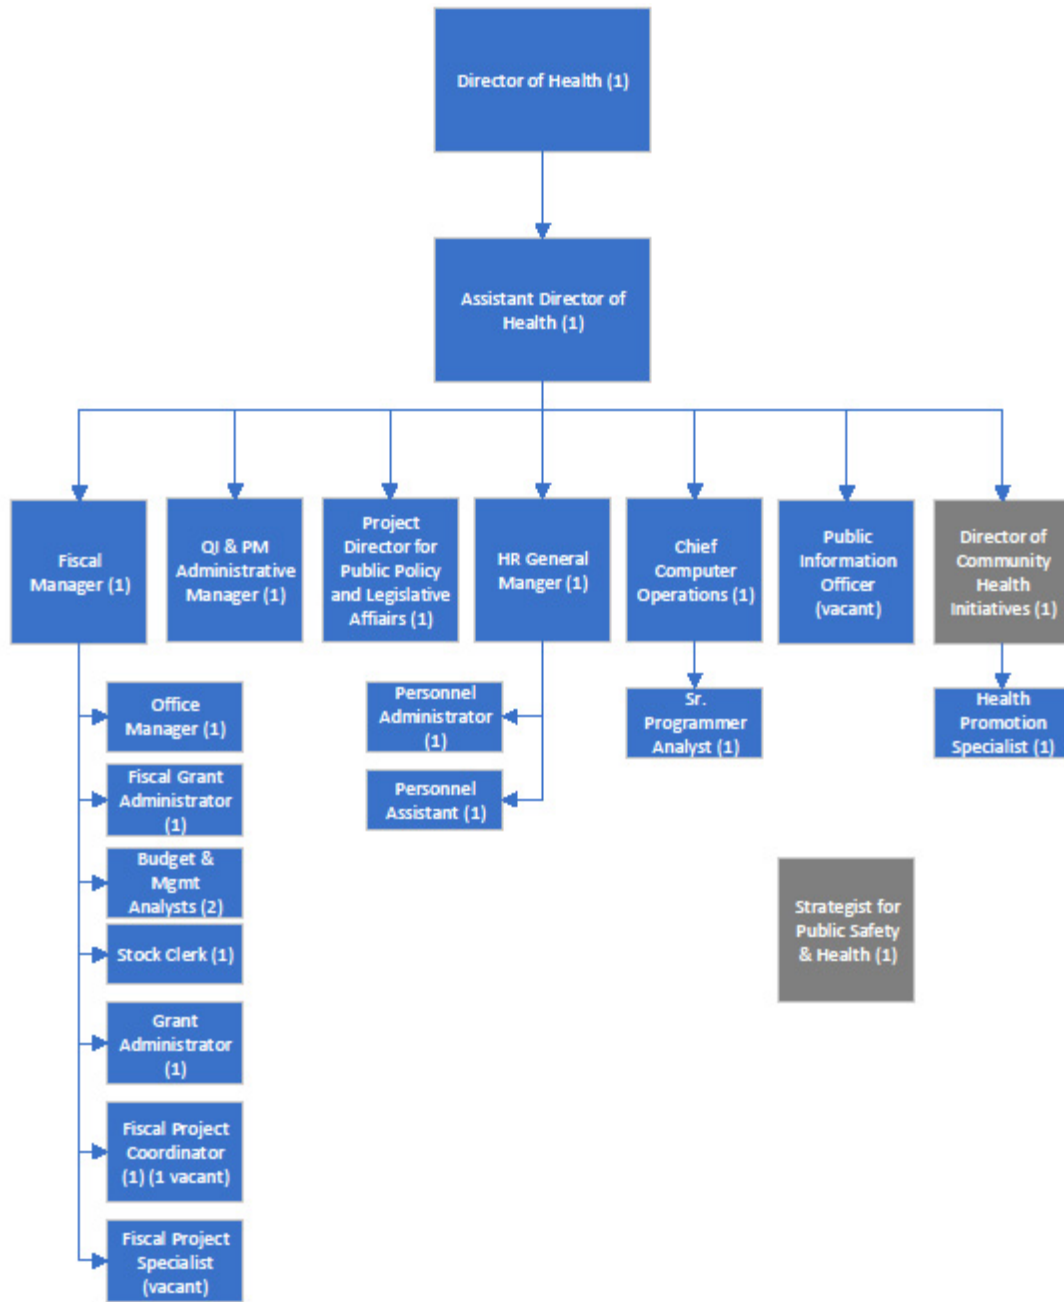 Director of Health (1)
Assistant Director of
Health (1)
Fiscal
Manager (1)
QI & PM
Administrative
Manager (1)
Project
Director for
Public Policy
and Legislative
Affiairs (1)
HR General
Manger (1)
Chief
Computer
Operations (1)
Public
Information
Officer
(vacant)
Director of
Community
Health
Initiatives (1)
Office
Manager (1)
Fiscal Grant
Administrator
(1)
Budget &
Mgmt
Analysts (2)
Stock Clerk (1)
Grant
Administrator
(1)
Fiscal Project
Coordinator
(1) (1 vacant)
Fiscal Project
Specialist
(vacant)
Personnel
Administrator
(1)
Personnel
Assistant (1)
Sr.
Programmer
Analyst (1)
Health
Promotion
Specialist (1)
Strategist for
Public Safety
& Health (1)